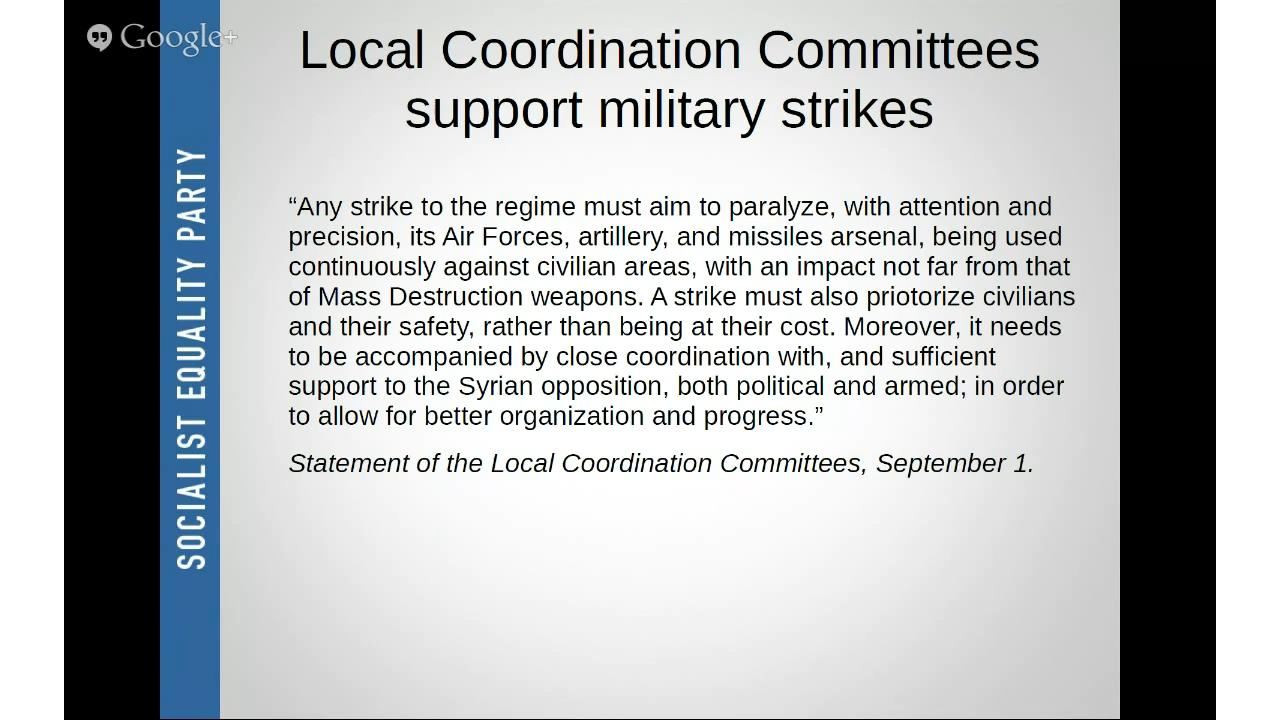 Google+
Local Coordination Committees
support military strikes
SOCIALIST EQUALITY PARTY
“Any strike to the regime must aim to paralyze, with attention and
precision, its Air Forces, artillery, and missiles arsenal, being used
continuously against civilian areas, with an impact not far from that
of Mass Destruction weapons. A strike must also priotorize civilians
and their safety, rather than being at their cost. Moreover, it needs
to be accompanied by close coordination with, and sufficient
support to the Syrian opposition, both political and armed; in order
to allow for better organization and progress.”
Statement of the Local Coordination Committees, September 1.